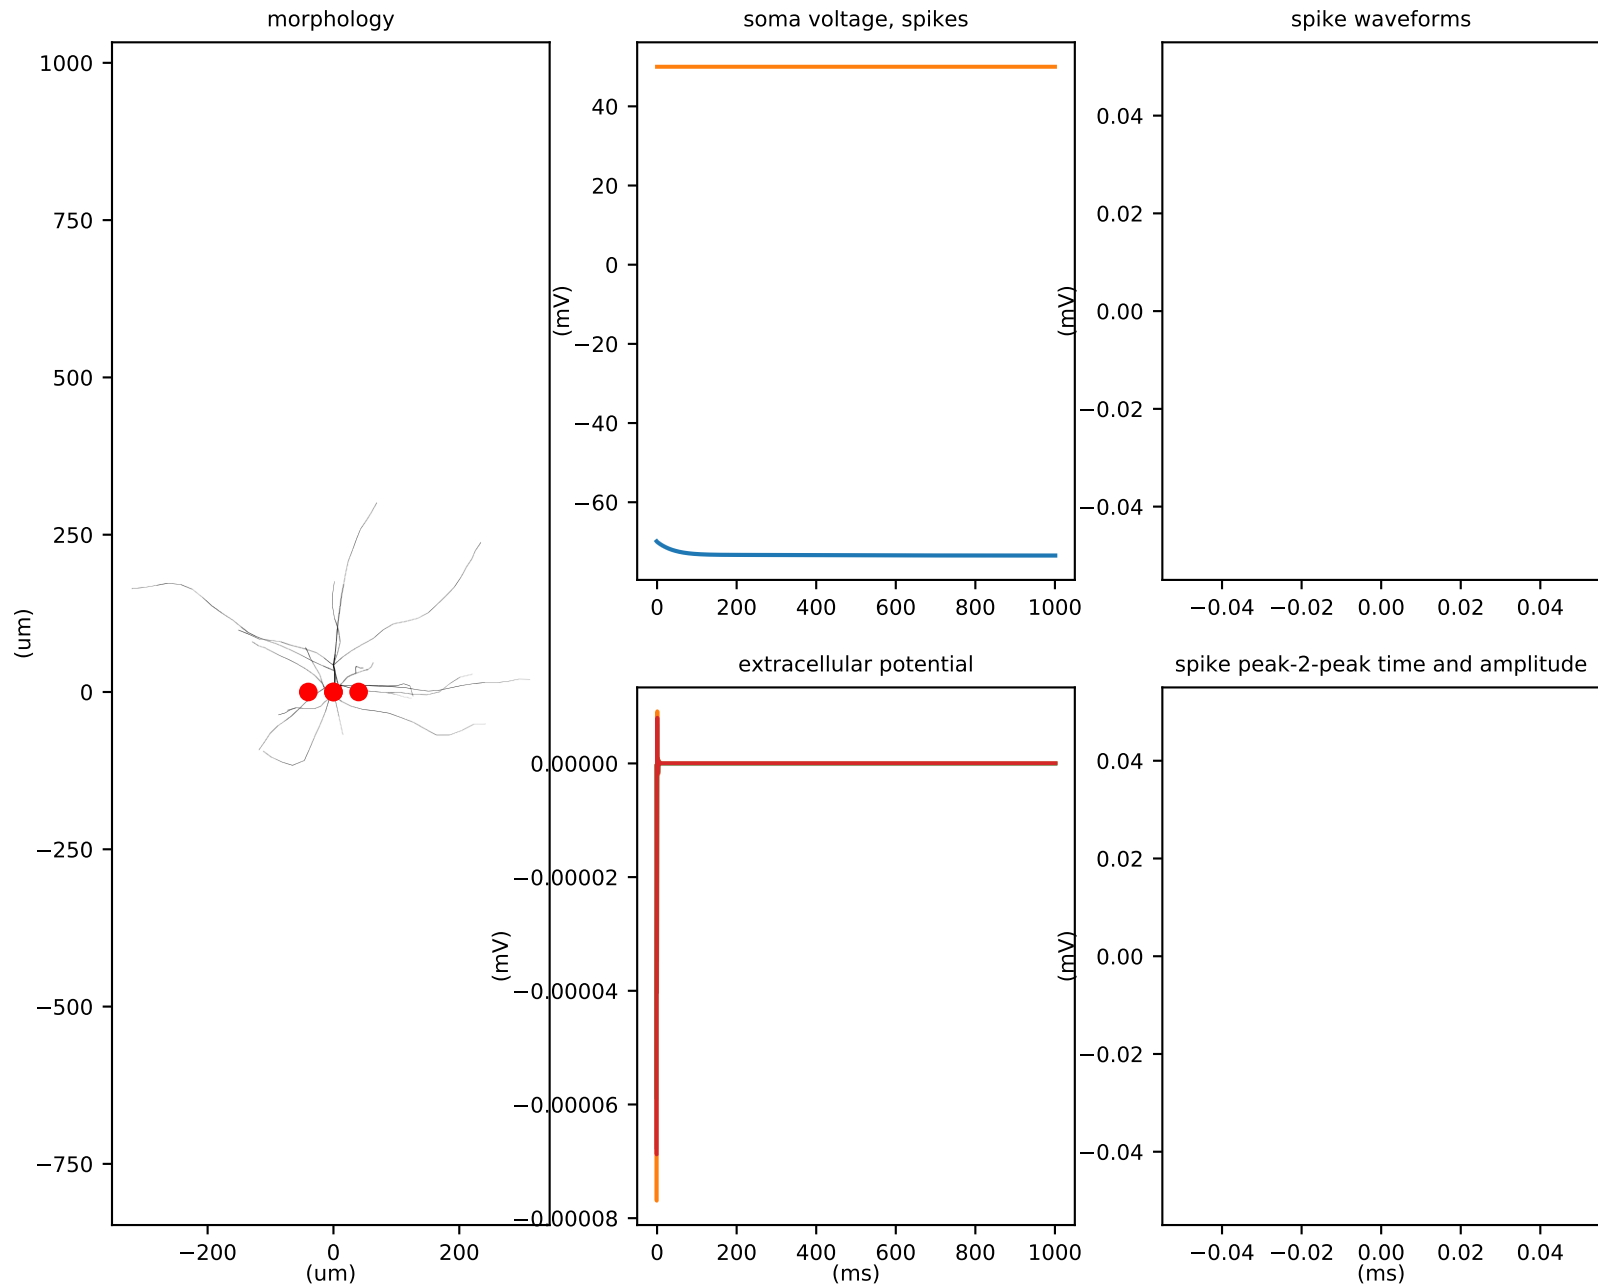 morphology
1000
750
500
250
0
−250
−500
−750
(um)
−200 0 200
(um)
soma voltage, spikes
40
20
0
−20
−40
−60
(mV)
0 200 400 600 800 1000
spike waveforms
0.04
0.02
0.00
−0.02
−0.04
(mV)
−0.04 −0.02 0.00 0.02 0.04
extracellular potential
0.00000
−0.00002
−0.00004
−0.00006
−0.00008
(mV)
0 200 400 600 800 1000
(ms)
spike peak-2-peak time and amplitude
0.04
0.02
0.00
−0.02
−0.04
(mV)
−0.04 −0.02 0.00 0.02 0.04
(ms)